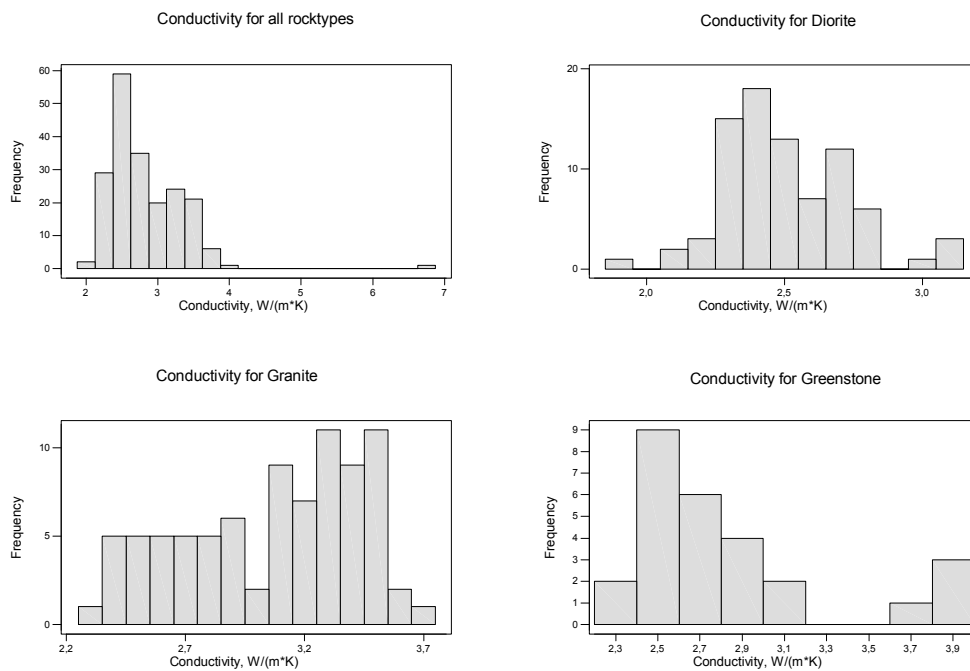 Conductivity for all rocktypes
60
50
40
30
20
10
0
Frequency
2 3 4 5 6 7
Conductivity, W/(m*K)
Conductivity for Diorite
20
10
0
Frequency
2,0 2,5 3,0
Conductivity, W/(m*K)
Conductivity for Granite
10
5
0
Frequency
2,2 2,7 3,2 3,7
Conductivity, W/(m*K)
Conductivity for Greenstone
9
8
7
6
5
4
3
2
1
0
Frequency
2,3 2,5 2,7 2,9 3,1 3,3 3,5 3,7 3,9
Conductivity, W/(m*K)